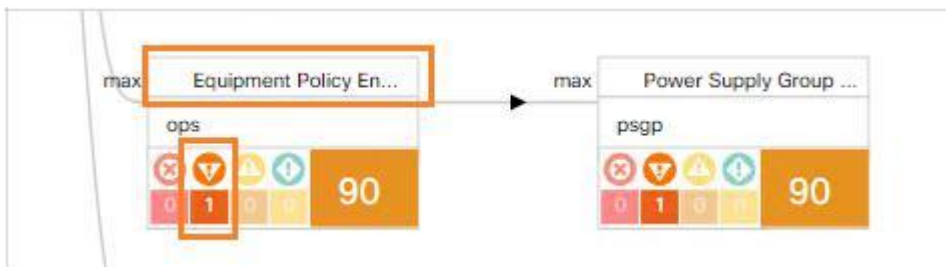 max Equipment Policy En... max Power Supply Group ...
ops psgp
0 1 0 0 90 0 1 0 0 90